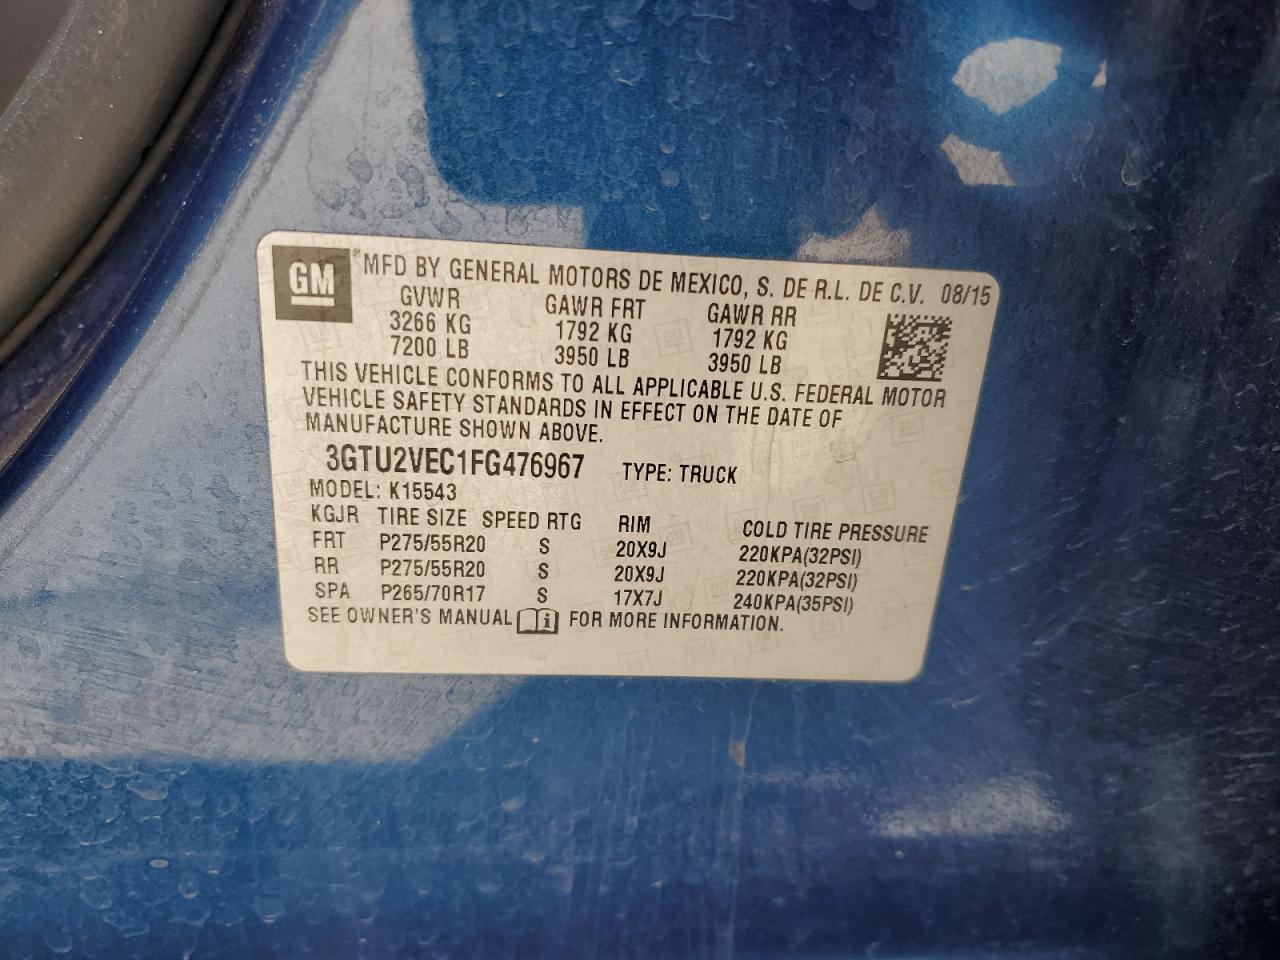 GM
® MFD BY GENERAL MOTORS DE MEXICO, S. DE R.L. DE C.V. 08/15
GVWR GAWR FRT GAWR RR
3266 KG 1792 KG 1792 KG
7200 LB 3950 LB 3950 LB
THIS VEHICLE CONFORMS TO ALL APPLICABLE U.S. FEDERAL MOTOR
VEHICLE SAFETY STANDARDS IN EFFECT ON THE DATE OF
MANUFACTURE SHOWN ABOVE.
3GTU2VEC1FG476967 TYPE: TRUCK
MODEL: K15543
KGJR TIRE SIZE SPEED RTG RIM COLD TIRE PRESSURE
FRT P275/55R20 S 20X9J 220KPA(32PSI)
RR P275/55R20 S 20X9J 220KPA(32PSI)
SPA P265/70R17 S 17X7J 240KPA(35PSI)
SEE OWNER'S MANUAL i FOR MORE INFORMATION.